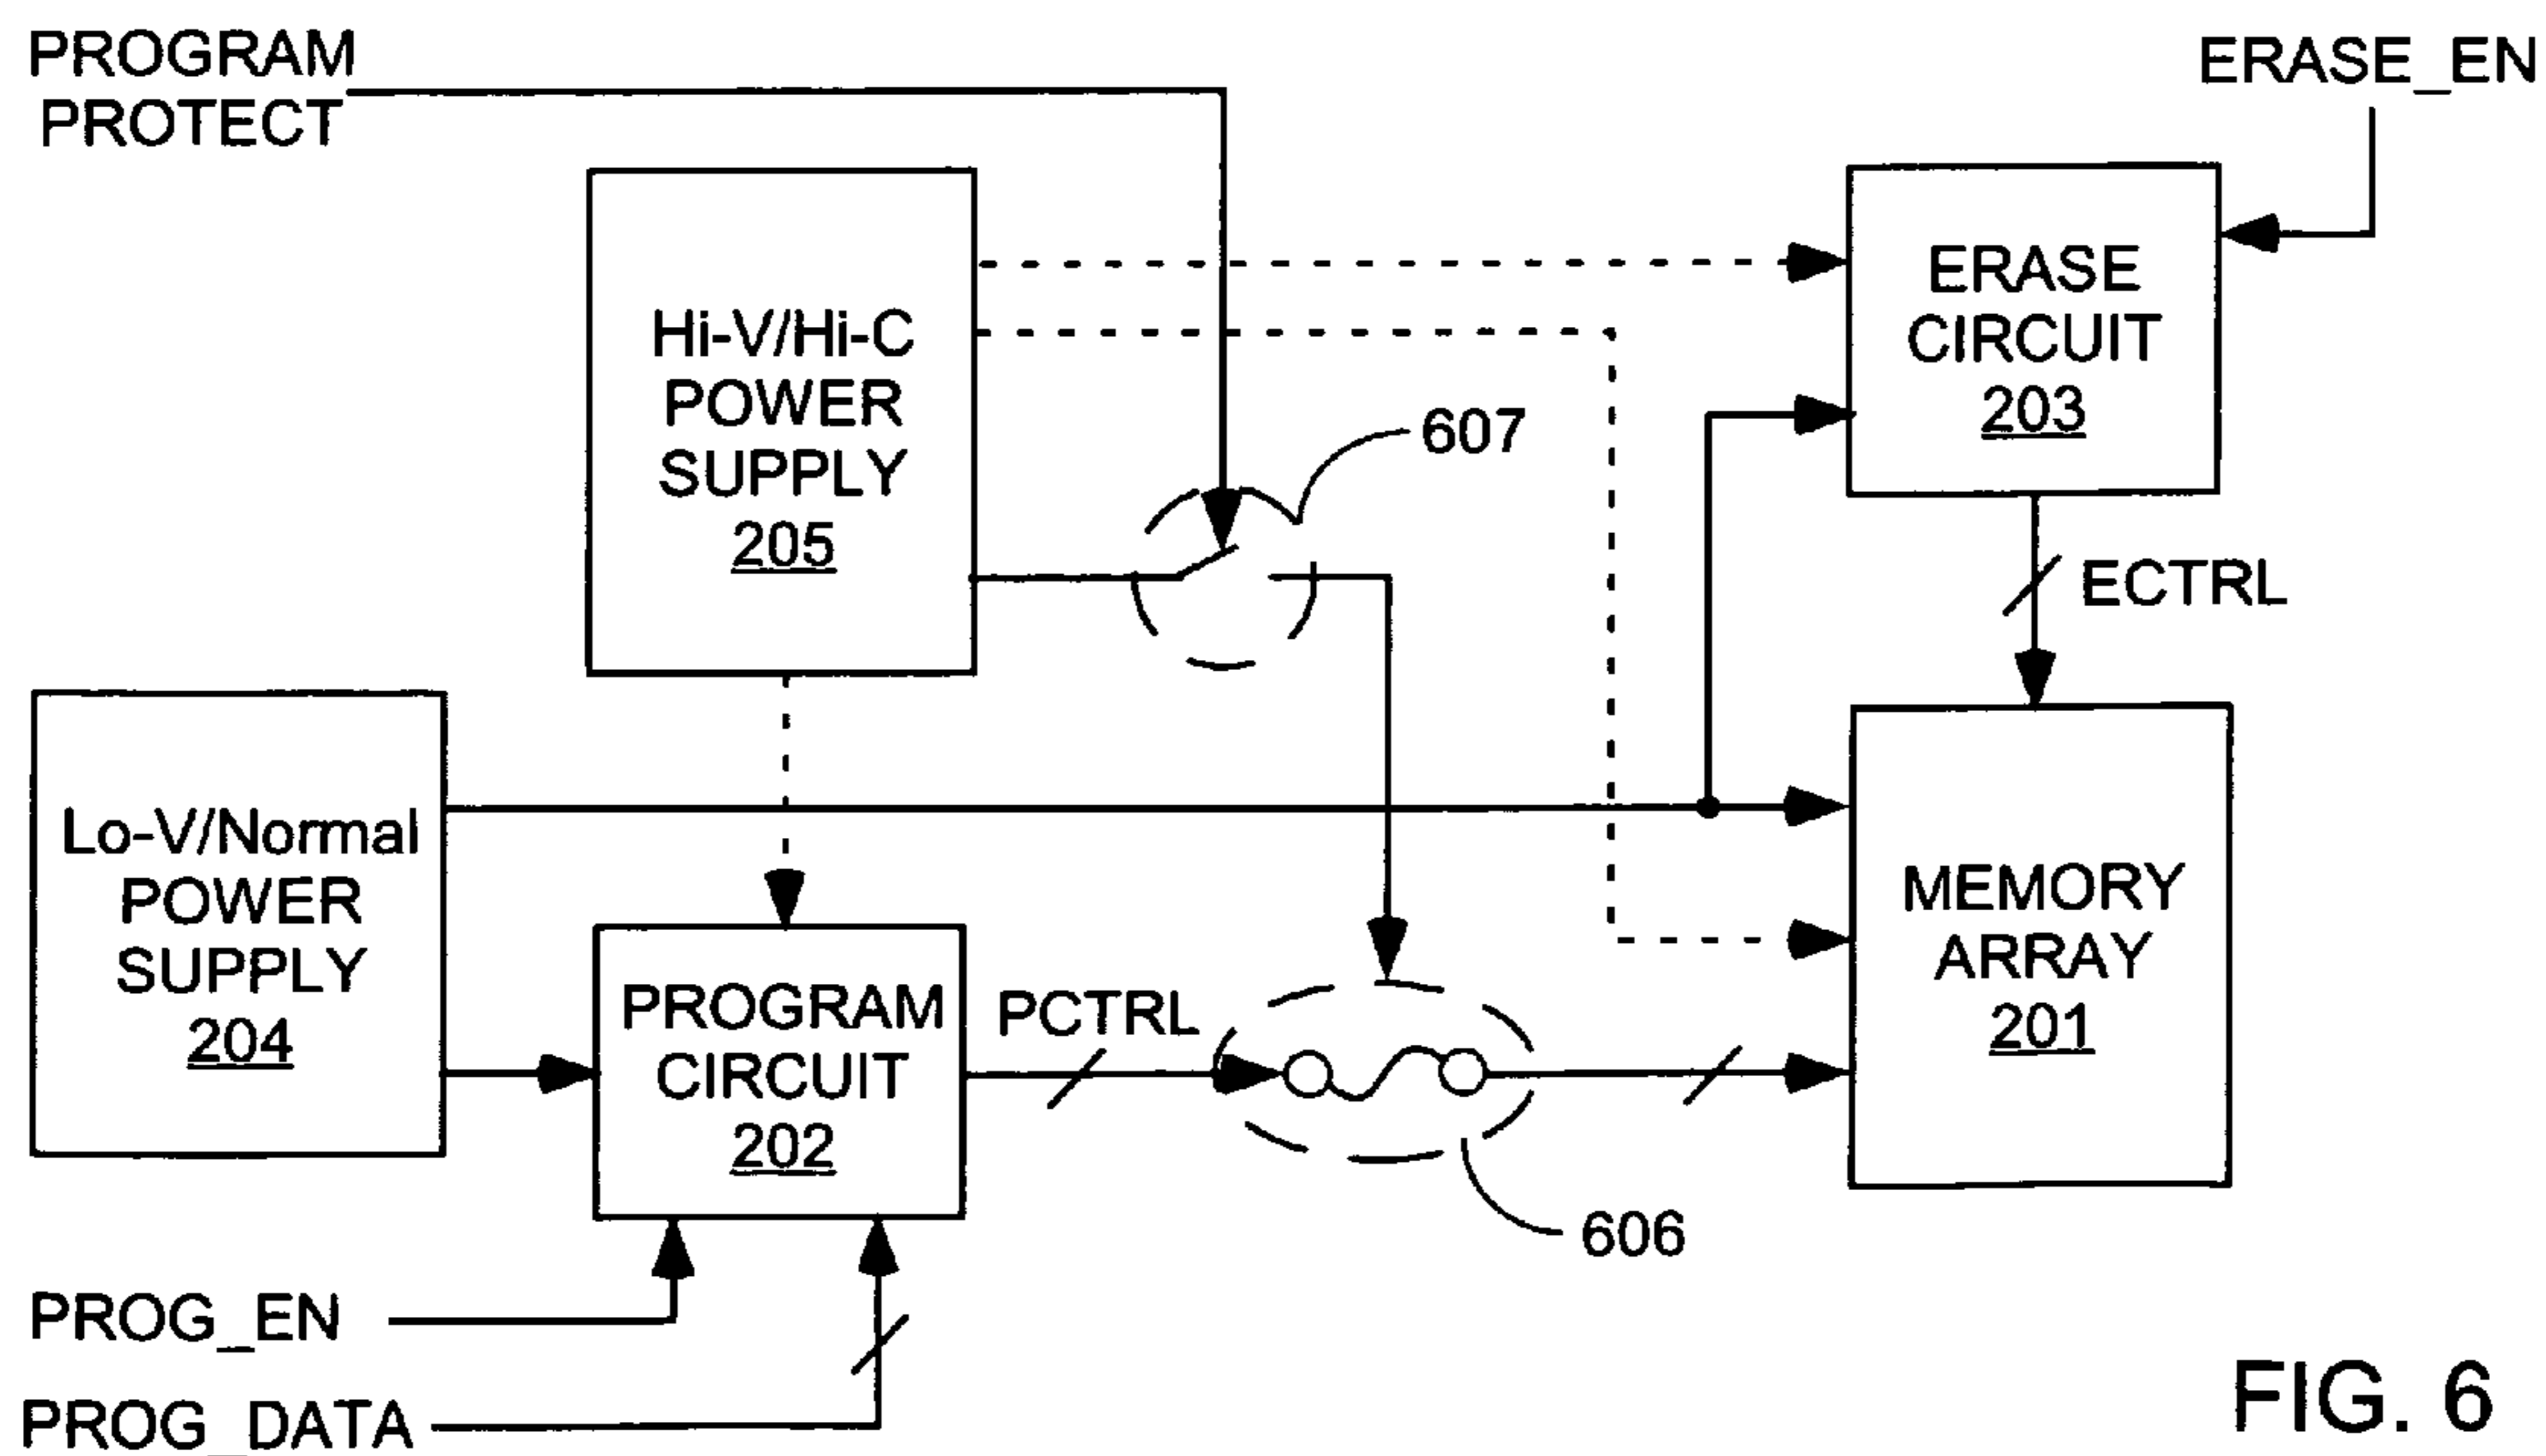 PROGRAM
PROTECT
ERASE_EN
Hi-V/Hi-C
POWER
SUPPLY
205
607
ERASE
CIRCUIT
203
ECTRL
Lo-V/Normal
POWER
SUPPLY
204
PROGRAM
CIRCUIT
202
PCTRL
606
MEMORY
ARRAY
201
PROG_EN
PROG_DATA
FIG. 6